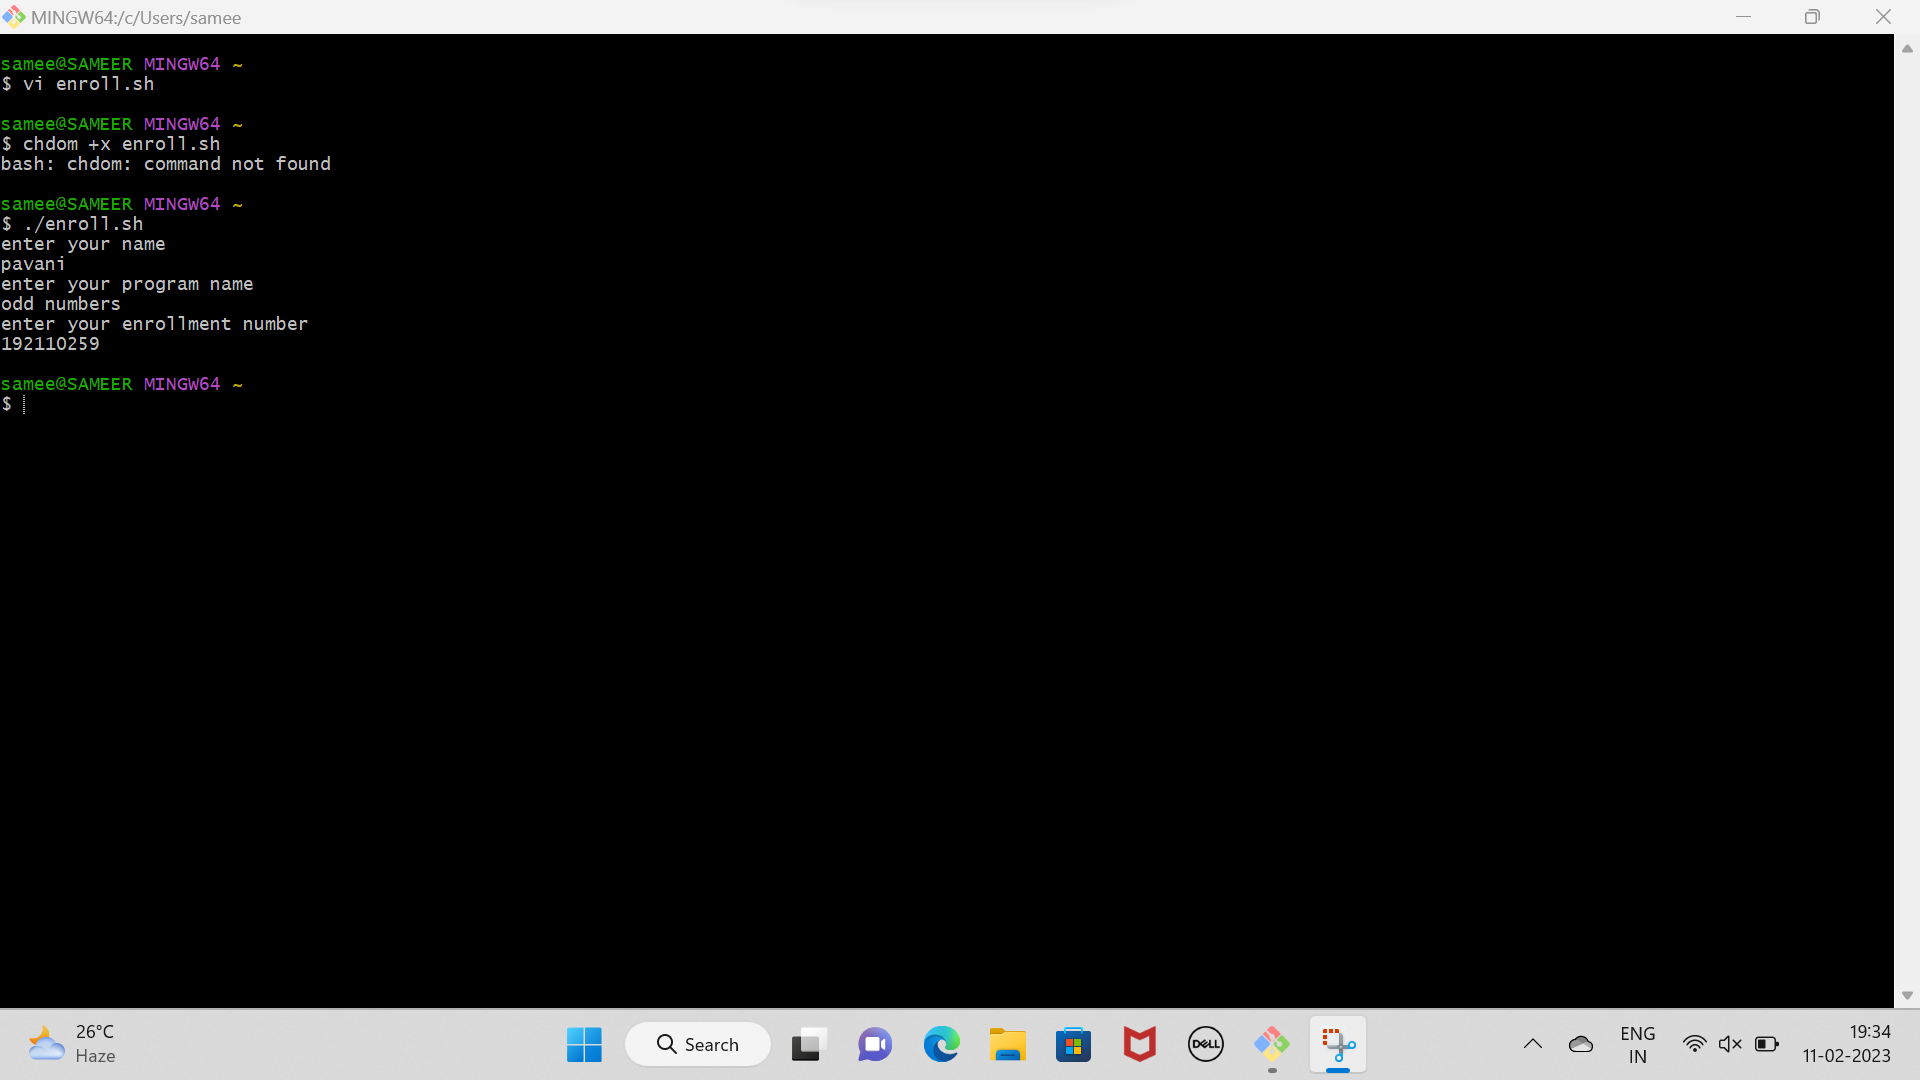 MINGW64:/c/Users/samee
samee@SAMEER MINGW64 ~
$ vi enroll.sh
samee@SAMEER MINGW64 ~
$ chdom +x enroll.sh
bash: chdom: command not found
samee@SAMEER MINGW64 ~
$ ./enroll.sh
enter your name
pavani
enter your program name
odd numbers
enter your enrollment number
192110259
samee@SAMEER MINGW64 ~
$
26°C
Haze
Search
DELL
ENG
IN
19:34
11-02-2023